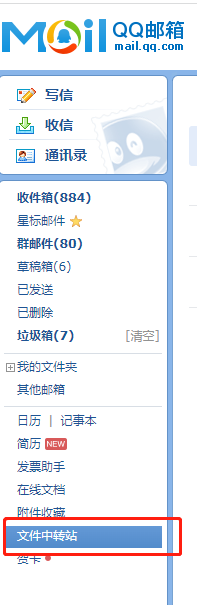 Mail QQ邮箱
mail.qq.com
写信
收信
通讯录
收件箱(884)
星标邮件
群邮件(80)
草稿箱(6)
已发送
已删除
垃圾箱(7) [清空]
我的文件夹
其他邮箱
日历 | 记事本
简历 NEW
发票助手
在线文档
附件收藏
文件中转站
贺卡